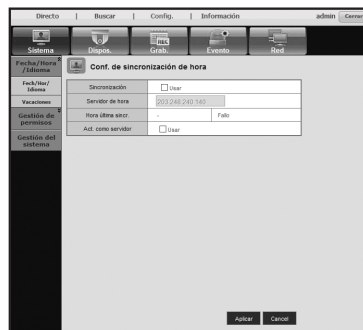 Directo | Buscar | Config. | Información admin Cerrar
Sistema Dispos. Grab. Evento Red
REC
Fecha/Hora
/Idioma
Fech/Hor/
Idioma
Vacaciones
Gestión de
permisos
Gestión del
sistema
Conf. de sincronización de hora
Sincronización Usar
Servidor de hora 203.248.240.140
Hora última sincr. - Fallo
Act. como servidor Usar
Aplicar Cancel